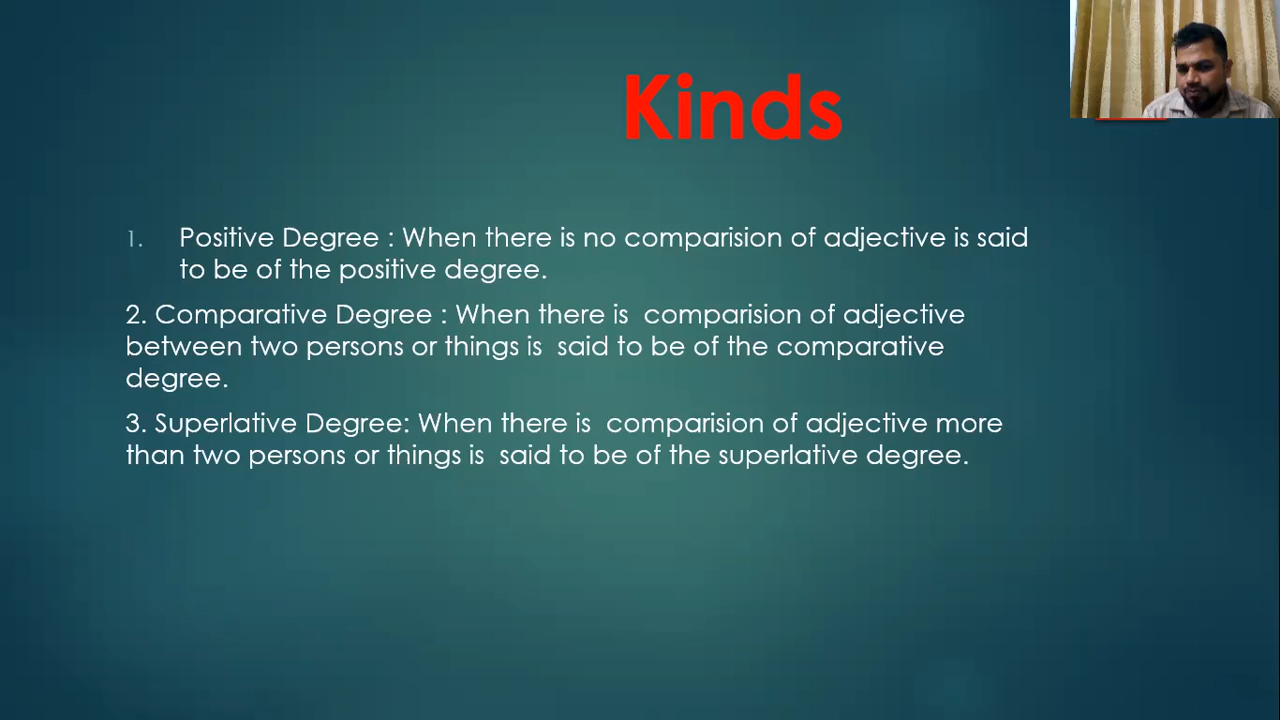 Kinds
1. Positive Degree : When there is no comparision of adjective is said
to be of the positive degree.
2. Comparative Degree : When there is  comparision of adjective
between two persons or things is  said to be of the comparative
degree.
3. Superlative Degree: When there is  comparision of adjective more
than two persons or things is  said to be of the superlative degree.